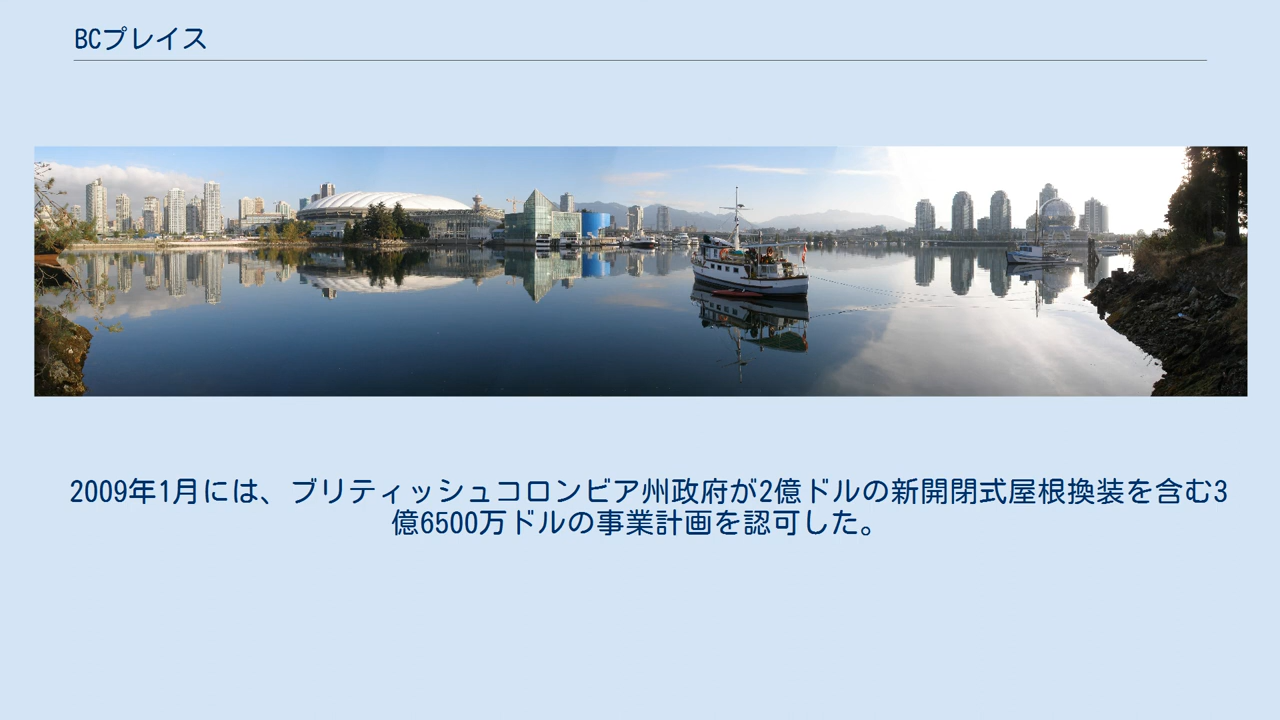 BCプレイス
2009年1月には、ブリティッシュコロンビア州政府が2億ドルの新開閉式屋根換装を含む3
億6500万ドルの事業計画を認可した。